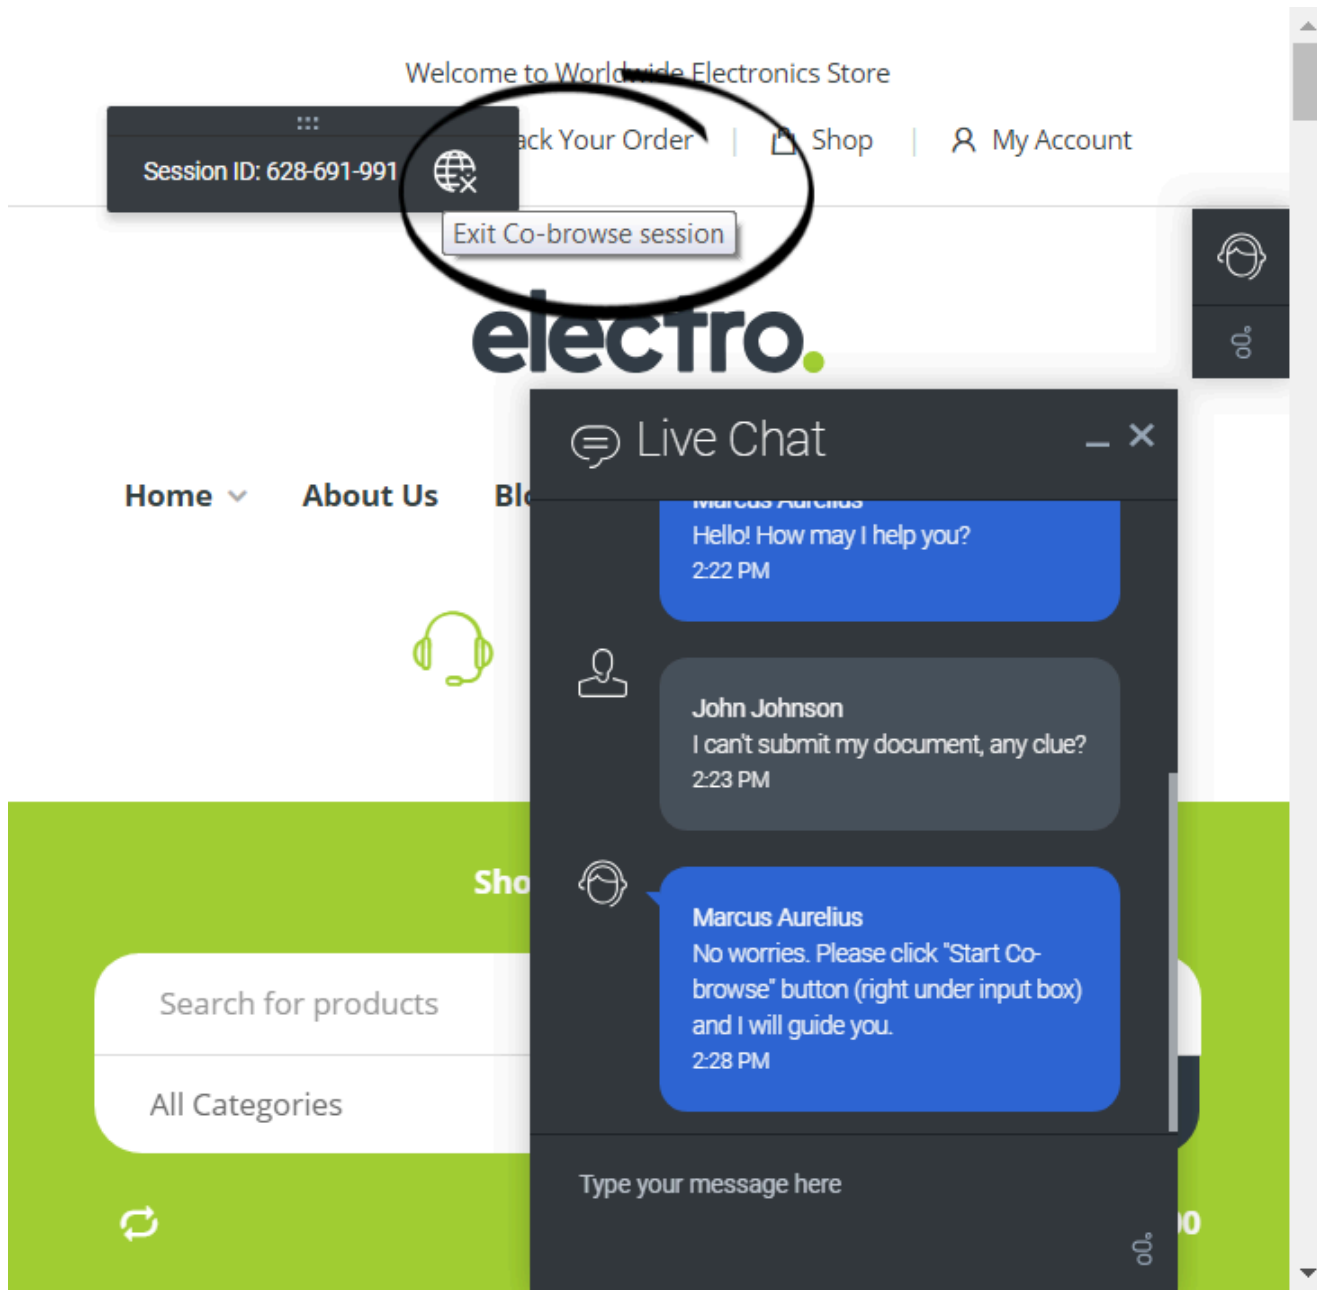 Welcome to Worldwide Electronics Store
Your Order | Shop | My Account
Session ID: 628-691-991
Exit Co-browse session
electro.
Live Chat
Home About Us
Marcus Aurelius
Hello! How may I help you?
2:22 PM
John Johnson
I can't submit my document, any clue?
2:23 PM
Marcus Aurelius
No worries. Please click "Start Co-
browse" button (right under input box)
and I will guide you.
2:28 PM
Search for products
All Categories
Type your message here